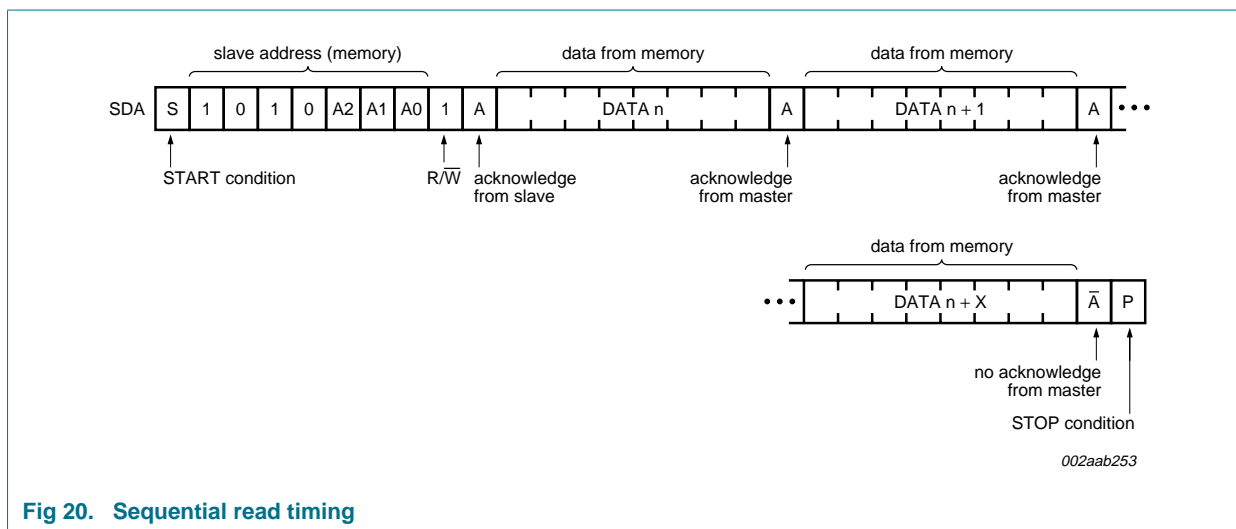 slave address (memory) data from memory data from memory
SDA S 1 0 1 0 A2 A1 A0 1 A DATA n A DATA n + 1 A
START condition R/W̅ acknowledge from slave acknowledge from master acknowledge from master
data from memory
DATA n + X A̅ P
no acknowledge
from master
STOP condition
002aab253
Fig 20. Sequential read timing